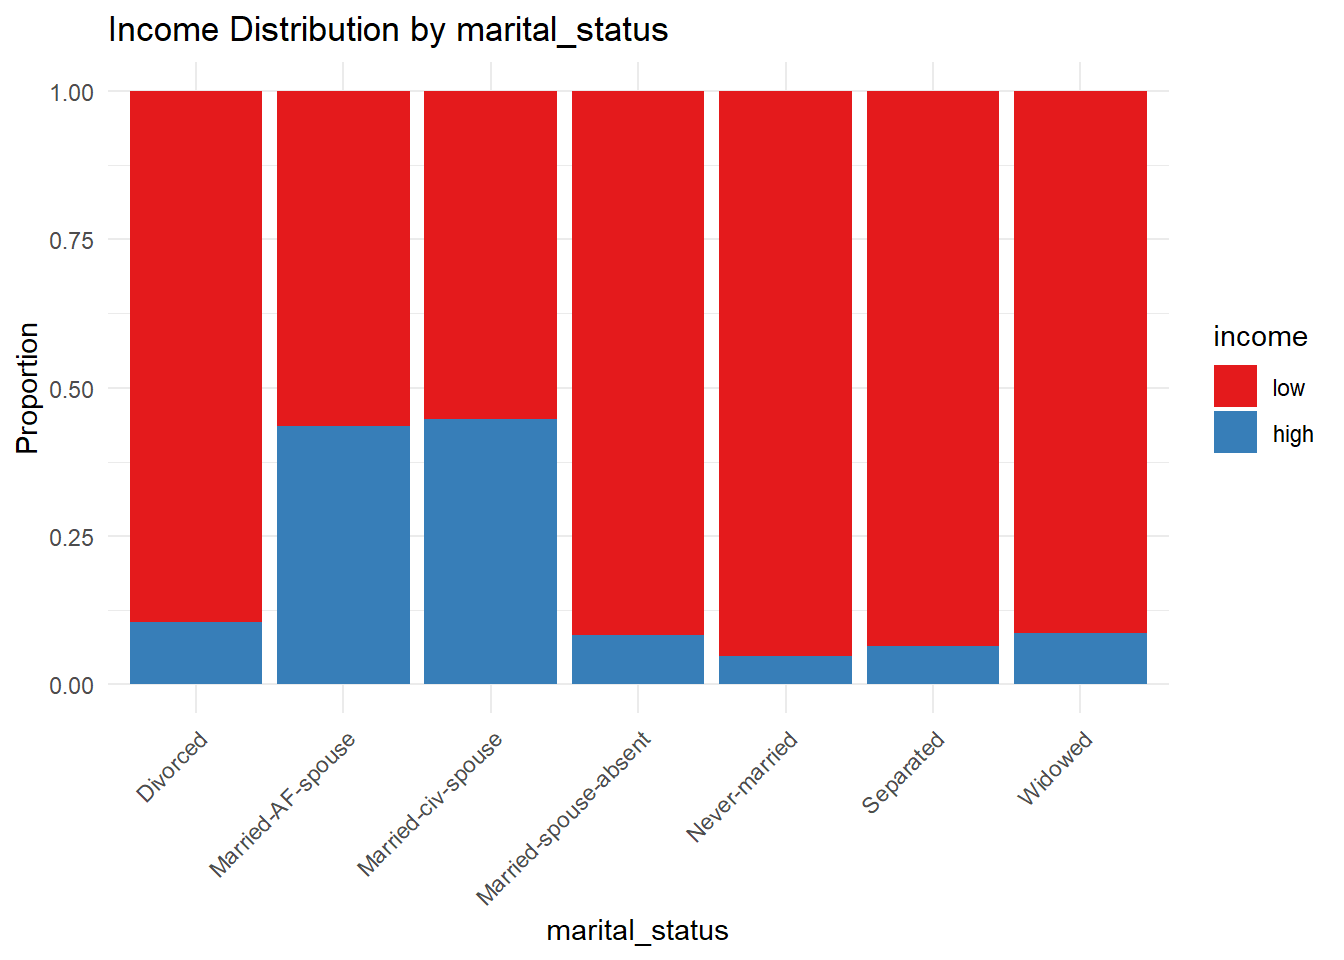 Income Distribution by marital_status
1.00
0.75
0.50
0.25
0.00
Proportion
Divorced
Married-AF-spouse
Married-civ-spouse
Married-spouse-absent
Never-married
Separated
Widowed
marital_status
income
low
high